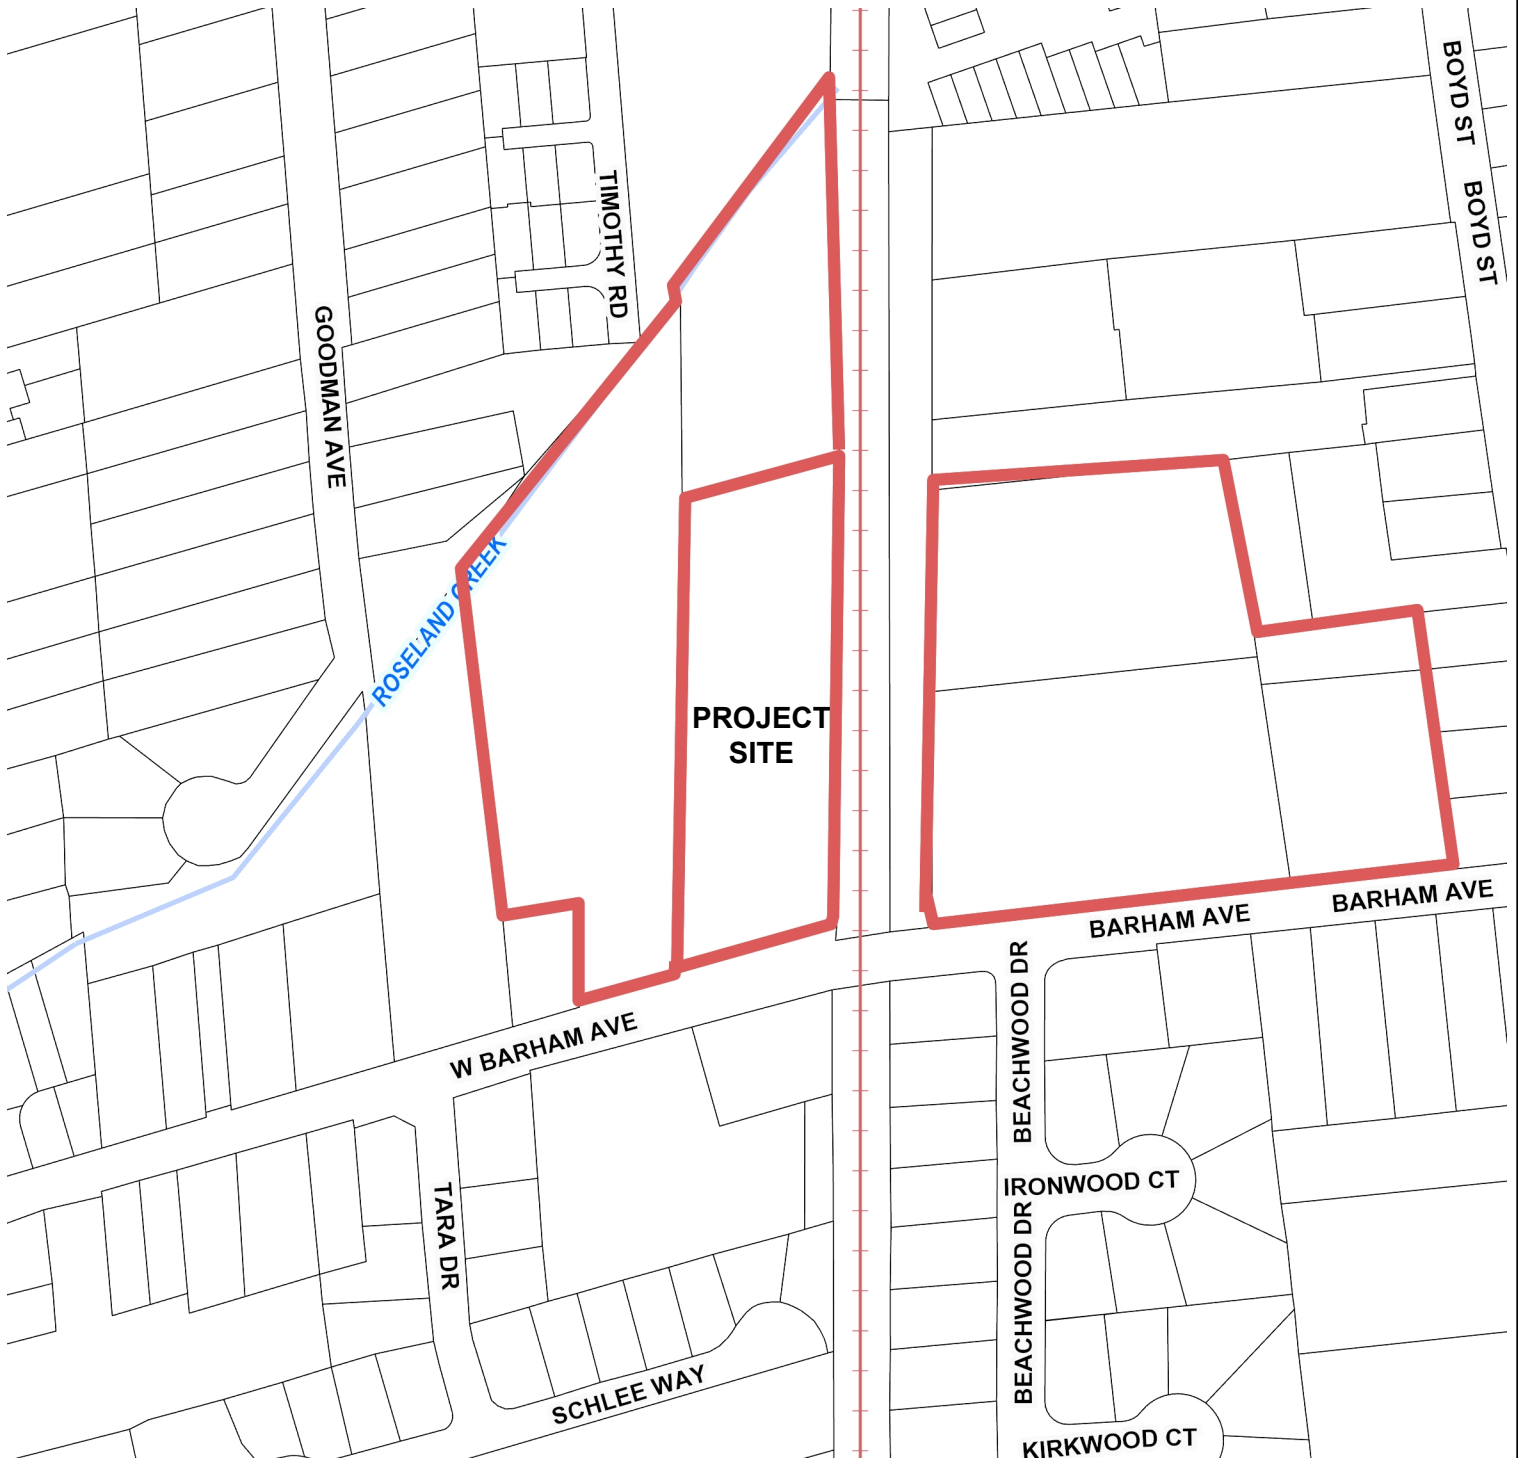 BOYD ST
BOYD ST
TIMOTHY RD
GOODMAN AVE
ROSELAND CREEK
PROJECT
SITE
BARHAM AVE
BARHAM AVE
W BARHAM AVE
BEACHWOOD DR
IRONWOOD CT
TARA DR
BEACHWOOD DR
SCHLEE WAY
KIRKWOOD CT